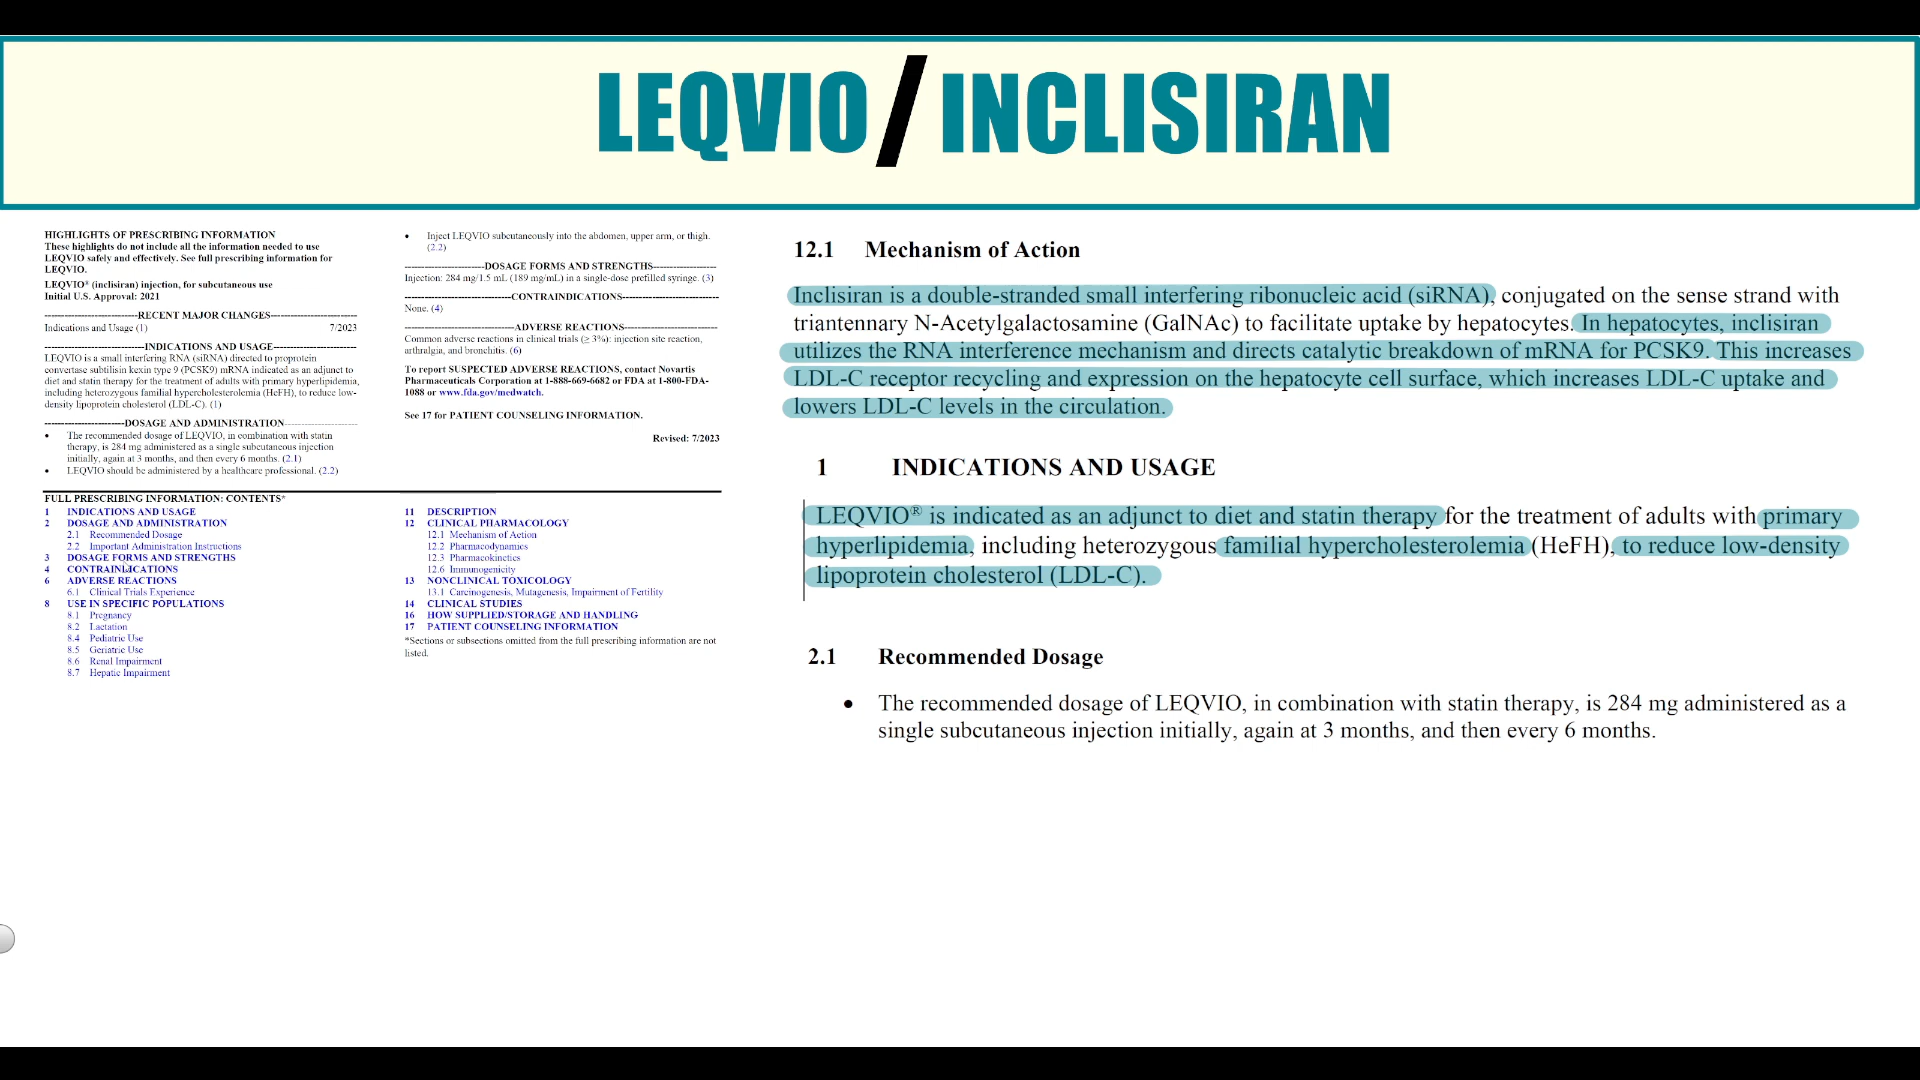 LEQVIO/INCLISIRAN
HIGHLIGHTS OF PRESCRIBING INFORMATION
These highlights do not include all the information needed to use
LEQVIO safely and effectively. See full prescribing information for
LEQVIO.
LEQVIO® (inclisiran) injection, for subcutaneous use
Initial U.S. Approval: 2021
-----------------------------RECENT MAJOR CHANGES---------------------------
Indications and Usage (1) 7/2023
-------------------------------INDICATIONS AND USAGE--------------------------
LEQVIO is a small interfering RNA (siRNA) directed to proprotein
convertase subtilisin kexin type 9 (PCSK9) mRNA indicated as an adjunct to
diet and statin therapy for the treatment of adults with primary hyperlipidemia,
including heterozygous familial hypercholesterolemia (HeFH), to reduce low-
density lipoprotein cholesterol (LDL-C). (1)
-------------------------DOSAGE AND ADMINISTRATION-----------------------
• The recommended dosage of LEQVIO, in combination with statin
therapy, is 284 mg administered as a single subcutaneous injection
initially, again at 3 months, and then every 6 months. (2.1)
• LEQVIO should be administered by a healthcare professional. (2.2)
• Inject LEQVIO subcutaneously into the abdomen, upper arm, or thigh.
(2.2)
-------------------------DOSAGE FORMS AND STRENGTHS--------------------
Injection: 284 mg/1.5 mL (189 mg/mL) in a single-dose prefilled syringe. (3)
---------------------------------CONTRAINDICATIONS------------------------------
None. (4)
----------------------------------ADVERSE REACTIONS-----------------------------
Common adverse reactions in clinical trials (≥ 3%): injection site reaction,
arthralgia, and bronchitis. (6)
To report SUSPECTED ADVERSE REACTIONS, contact Novartis
Pharmaceuticals Corporation at 1-888-669-6682 or FDA at 1-800-FDA-
1088 or www.fda.gov/medwatch.
See 17 for PATIENT COUNSELING INFORMATION.
Revised: 7/2023
FULL PRESCRIBING INFORMATION: CONTENTS*
1 INDICATIONS AND USAGE
2 DOSAGE AND ADMINISTRATION
2.1 Recommended Dosage
2.2 Important Administration Instructions
3 DOSAGE FORMS AND STRENGTHS
4 CONTRAINDICATIONS
6 ADVERSE REACTIONS
6.1 Clinical Trials Experience
8 USE IN SPECIFIC POPULATIONS
8.1 Pregnancy
8.2 Lactation
8.4 Pediatric Use
8.5 Geriatric Use
8.6 Renal Impairment
8.7 Hepatic Impairment
11 DESCRIPTION
12 CLINICAL PHARMACOLOGY
12.1 Mechanism of Action
12.2 Pharmacodynamics
12.3 Pharmacokinetics
12.6 Immunogenicity
13 NONCLINICAL TOXICOLOGY
13.1 Carcinogenesis, Mutagenesis, Impairment of Fertility
14 CLINICAL STUDIES
16 HOW SUPPLIED/STORAGE AND HANDLING
17 PATIENT COUNSELING INFORMATION
*Sections or subsections omitted from the full prescribing information are not
listed.
12.1 Mechanism of Action
Inclisiran is a double-stranded small interfering ribonucleic acid (siRNA), conjugated on the sense strand with
triantennary N-Acetylgalactosamine (GalNAc) to facilitate uptake by hepatocytes. In hepatocytes, inclisiran
utilizes the RNA interference mechanism and directs catalytic breakdown of mRNA for PCSK9. This increases
LDL-C receptor recycling and expression on the hepatocyte cell surface, which increases LDL-C uptake and
lowers LDL-C levels in the circulation.
1 INDICATIONS AND USAGE
LEQVIO® is indicated as an adjunct to diet and statin therapy for the treatment of adults with primary
hyperlipidemia, including heterozygous familial hypercholesterolemia (HeFH), to reduce low-density
lipoprotein cholesterol (LDL-C).
2.1 Recommended Dosage
• The recommended dosage of LEQVIO, in combination with statin therapy, is 284 mg administered as a
single subcutaneous injection initially, again at 3 months, and then every 6 months.